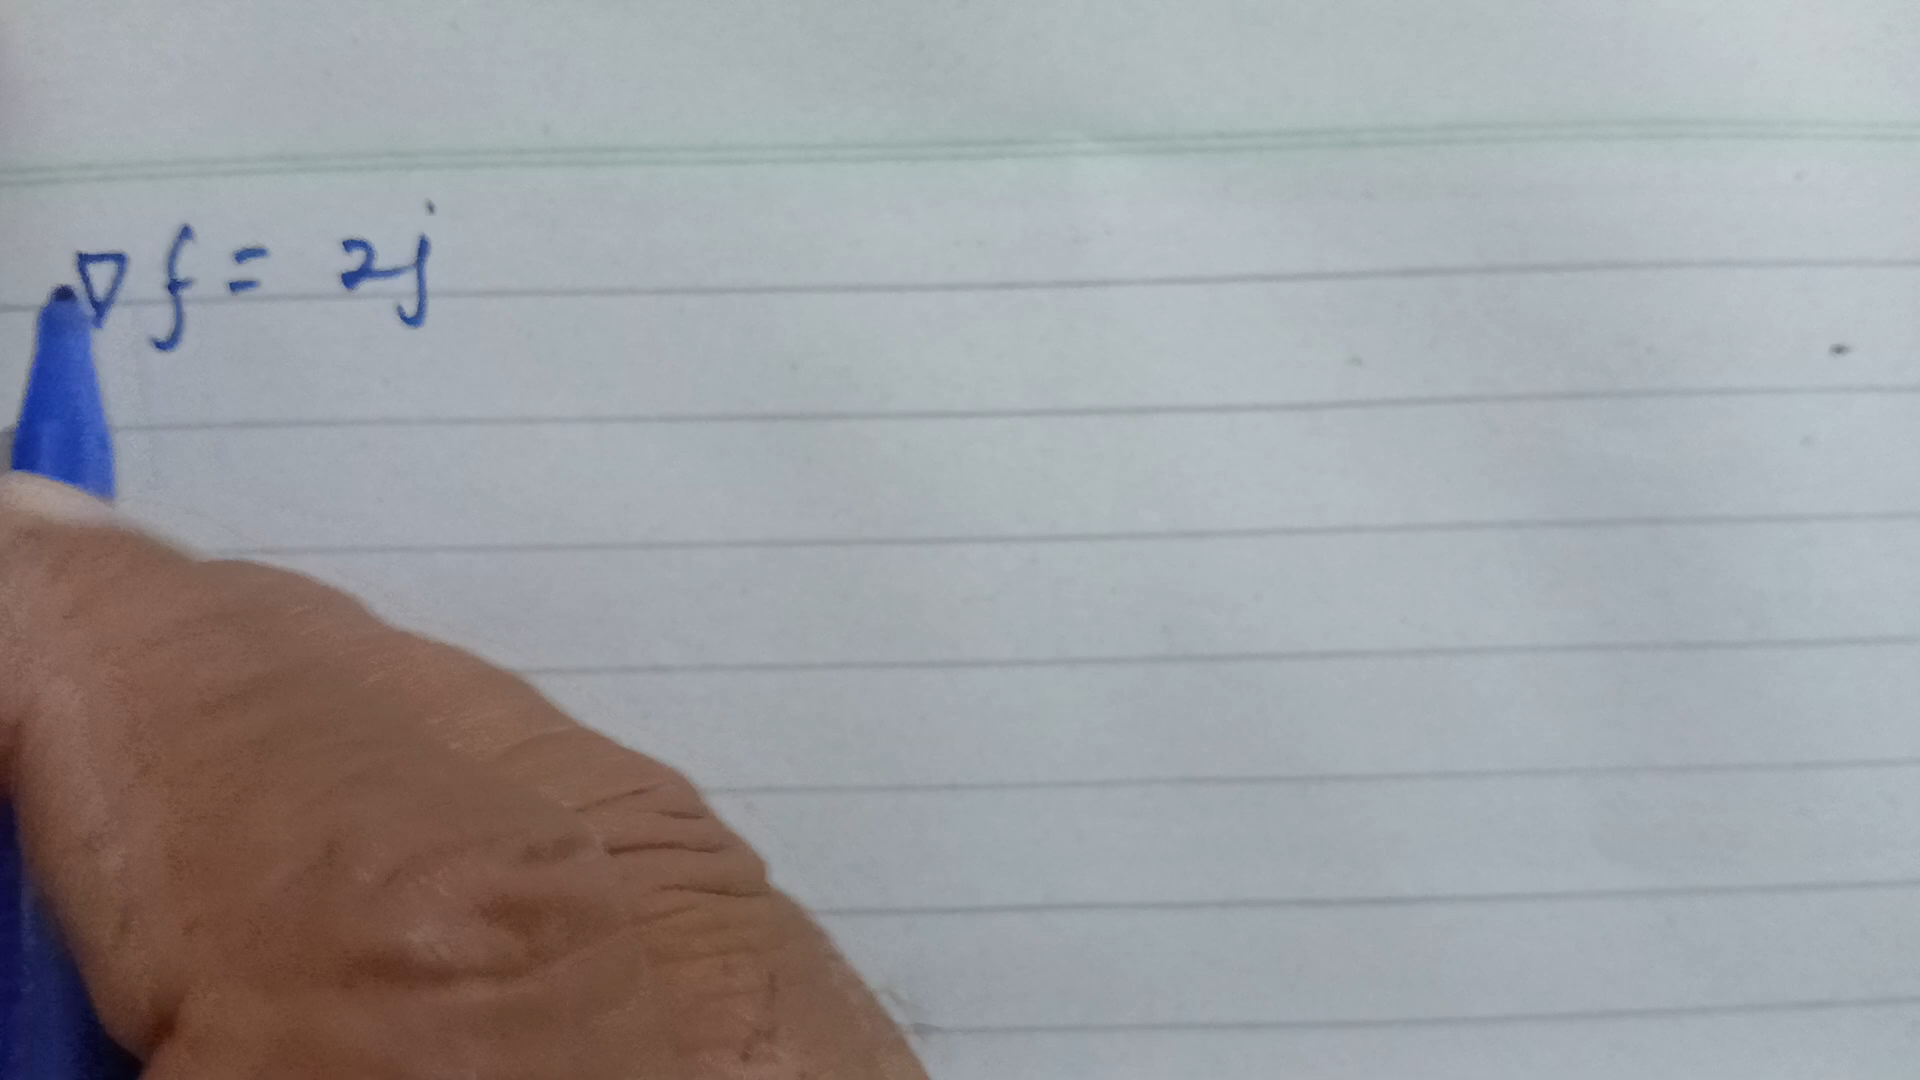 ∇f = 2j